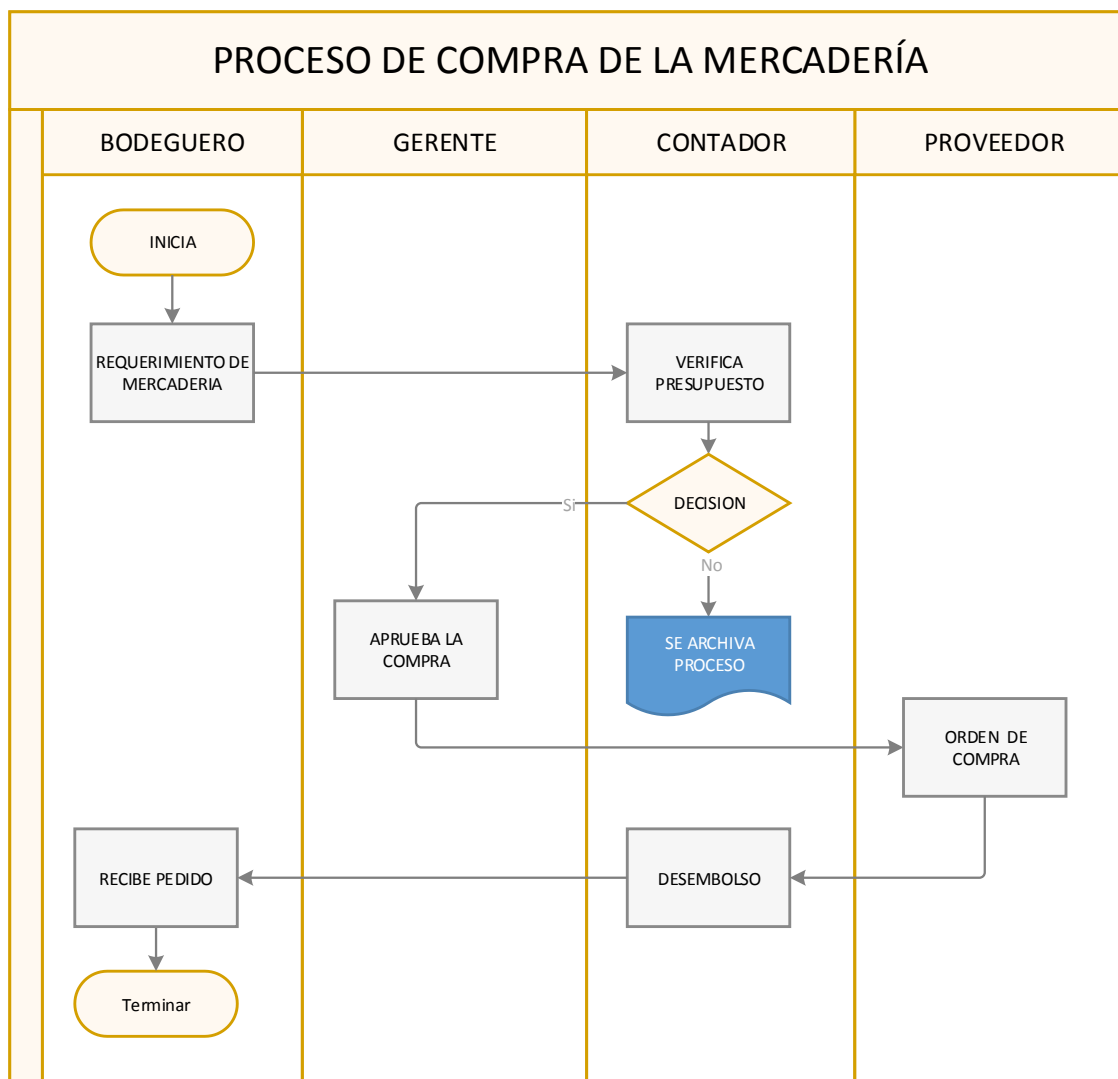 PROCESO DE COMPRA DE LA MERCADERÍA
BODEGUERO
GERENTE
CONTADOR
PROVEEDOR
INICIA
REQUERIMIENTO DE
MERCADERIA
VERIFICA
PRESUPUESTO
DECISION
Si
No
APRUEBA LA
COMPRA
SE ARCHIVA
PROCESO
ORDEN DE
COMPRA
RECIBE PEDIDO
DESEMBOLSO
Terminar